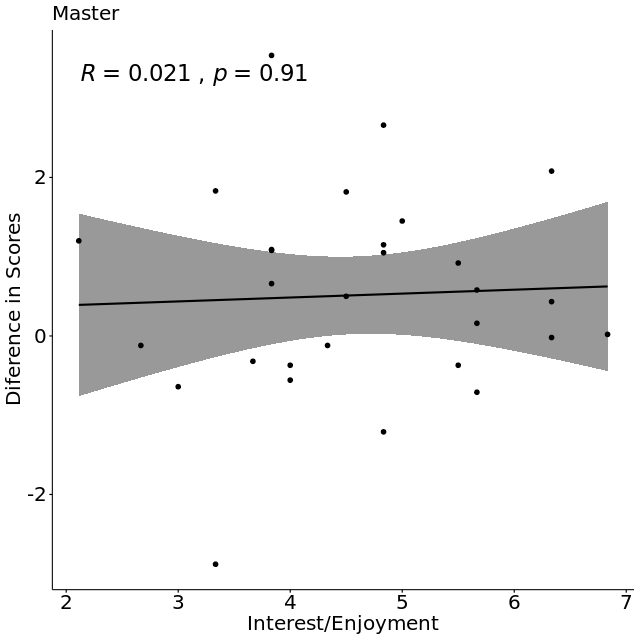 Master
R = 0.021 , p = 0.91
2
0
-2
Diference in Scores
2 3 4 5 6 7
Interest/Enjoyment